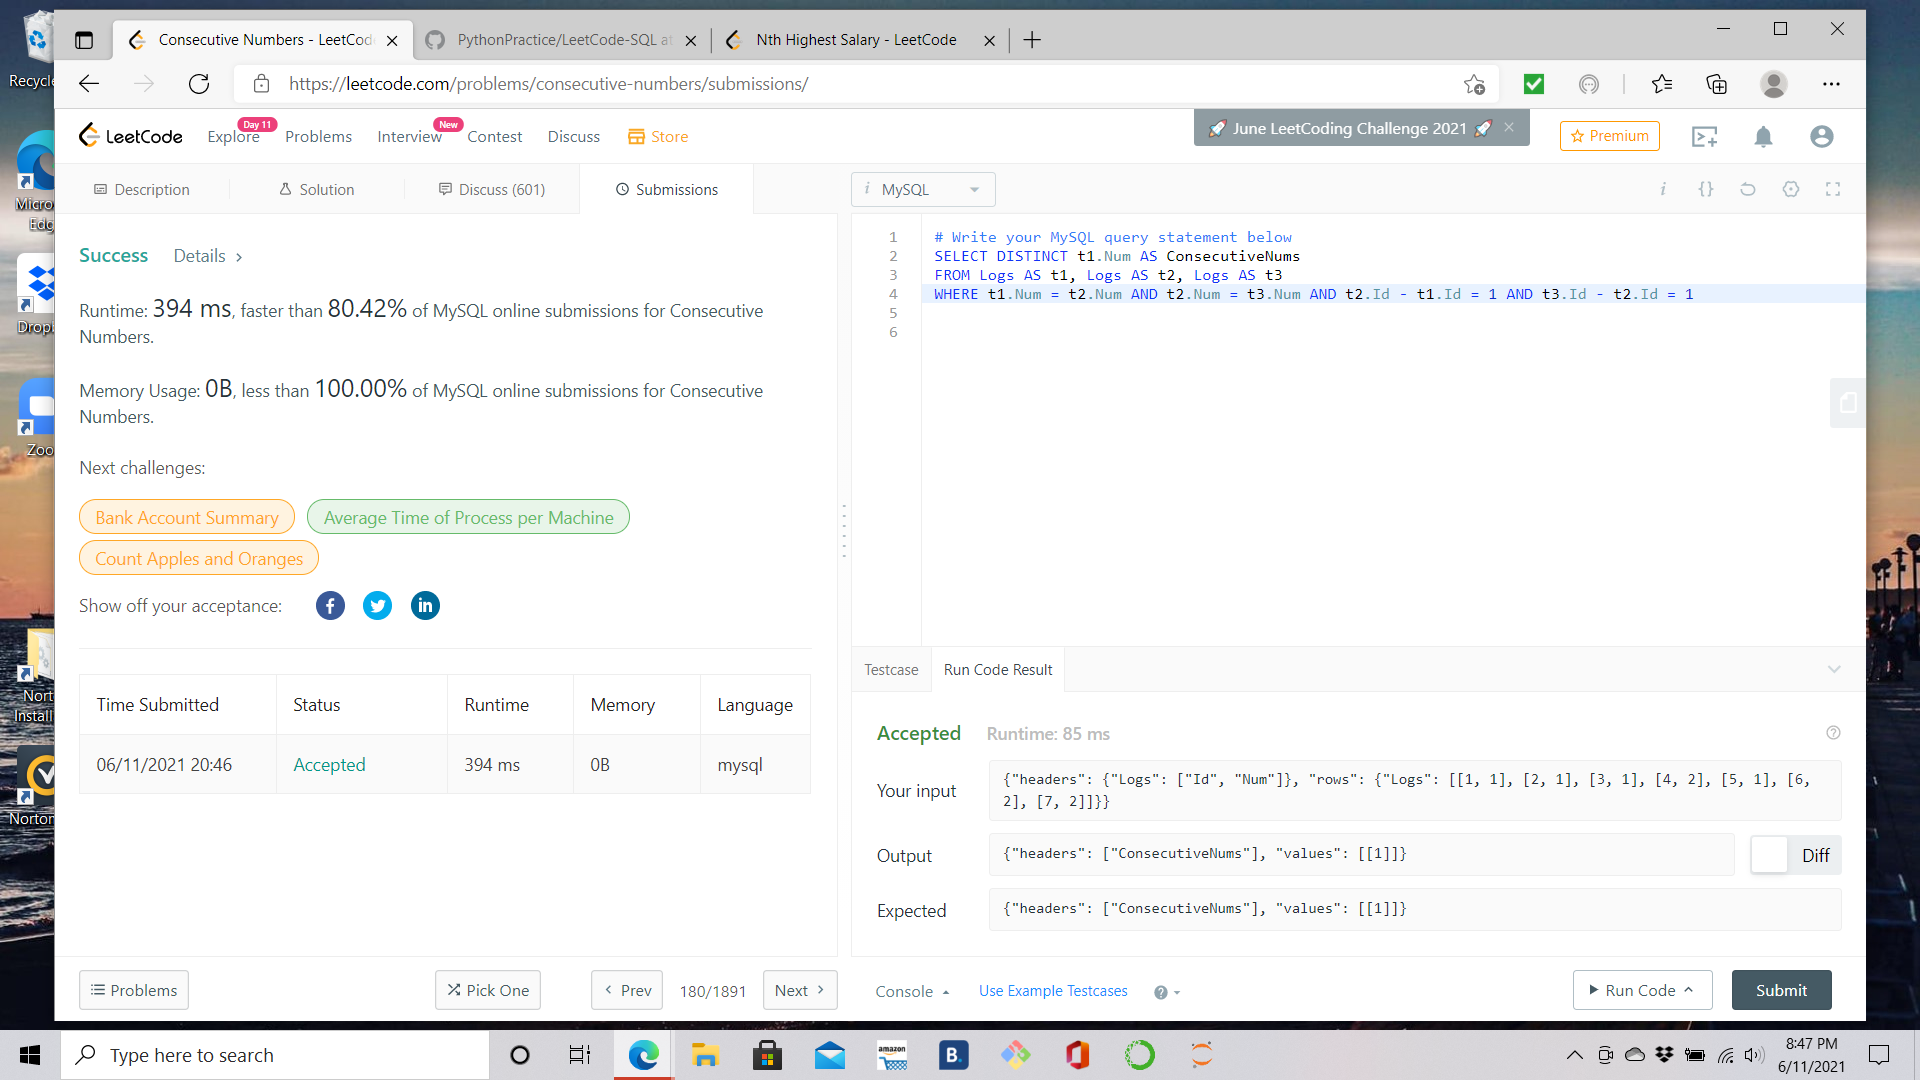 Recycle
Consecutive Numbers - LeetCod
PythonPractice/LeetCode-SQL at
Nth Highest Salary - LeetCode
https://leetcode.com/problems/consecutive-numbers/submissions/
LeetCode
Explore
Day 11
Problems
Interview
New
Contest
Discuss
Store
🚀 June LeetCoding Challenge 2021 🚀
Premium
Micro
Edg
Dropl
Zoo
Nort
Install
Norton
Description
Solution
Discuss (601)
Submissions
i MySQL
Success
Details
Runtime: 394 ms, faster than 80.42% of MySQL online submissions for Consecutive
Numbers.
Memory Usage: 0B, less than 100.00% of MySQL online submissions for Consecutive
Numbers.
Next challenges:
Bank Account Summary
Average Time of Process per Machine
Count Apples and Oranges
Show off your acceptance:
Time Submitted Status Runtime Memory Language
06/11/2021 20:46 Accepted 394 ms 0B mysql
1 # Write your MySQL query statement below
2 SELECT DISTINCT t1.Num AS ConsecutiveNums
3 FROM Logs AS t1, Logs AS t2, Logs AS t3
4 WHERE t1.Num = t2.Num AND t2.Num = t3.Num AND t2.Id - t1.Id = 1 AND t3.Id - t2.Id = 1
5
6
Testcase
Run Code Result
Accepted
Runtime: 85 ms
Your input
{"headers": {"Logs": ["Id", "Num"]}, "rows": {"Logs": [[1, 1], [2, 1], [3, 1], [4, 2], [5, 1], [6,
2], [7, 2]]}}
Output
{"headers": ["ConsecutiveNums"], "values": [[1]]}
Diff
Expected
{"headers": ["ConsecutiveNums"], "values": [[1]]}
Problems
Pick One
Prev
180/1891
Next
Console
Use Example Testcases
Run Code
Submit
Type here to search
amazon
B.
8:47 PM
6/11/2021